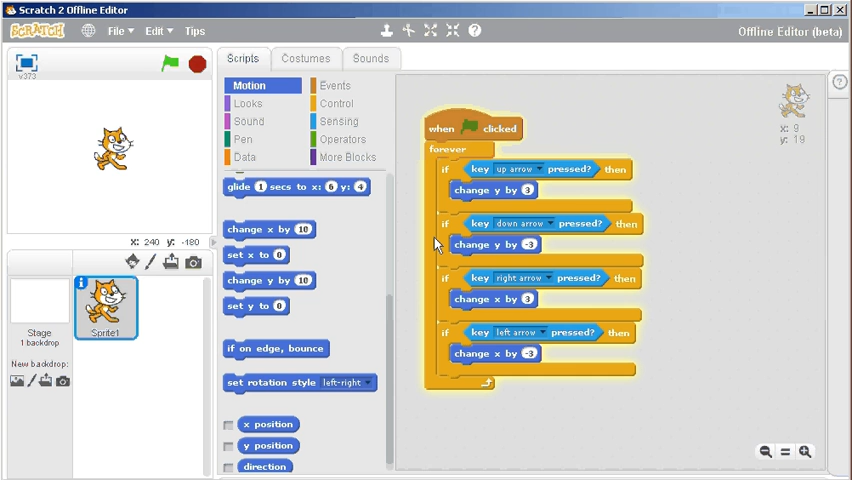 Scratch 2 Offline Editor
SCRATCH File Edit Tips Offline Editor (beta)
v373
Scripts Costumes Sounds
Motion Events
Looks Control
Sound Sensing
Pen Operators
Data More Blocks
glide 1 secs to x: 6 y: 4
change x by 10
set x to 0
change y by 10
set y to 0
if on edge, bounce
set rotation style left-right
x position
y position
direction
x: 240 y: -180
Sprite1
Stage
1 backdrop
New backdrop:
when clicked
forever
if key up arrow pressed? then
change y by 3
if key down arrow pressed? then
change y by -3
if key right arrow pressed? then
change x by 3
if key left arrow pressed? then
change x by -3
x: 9
y: 19